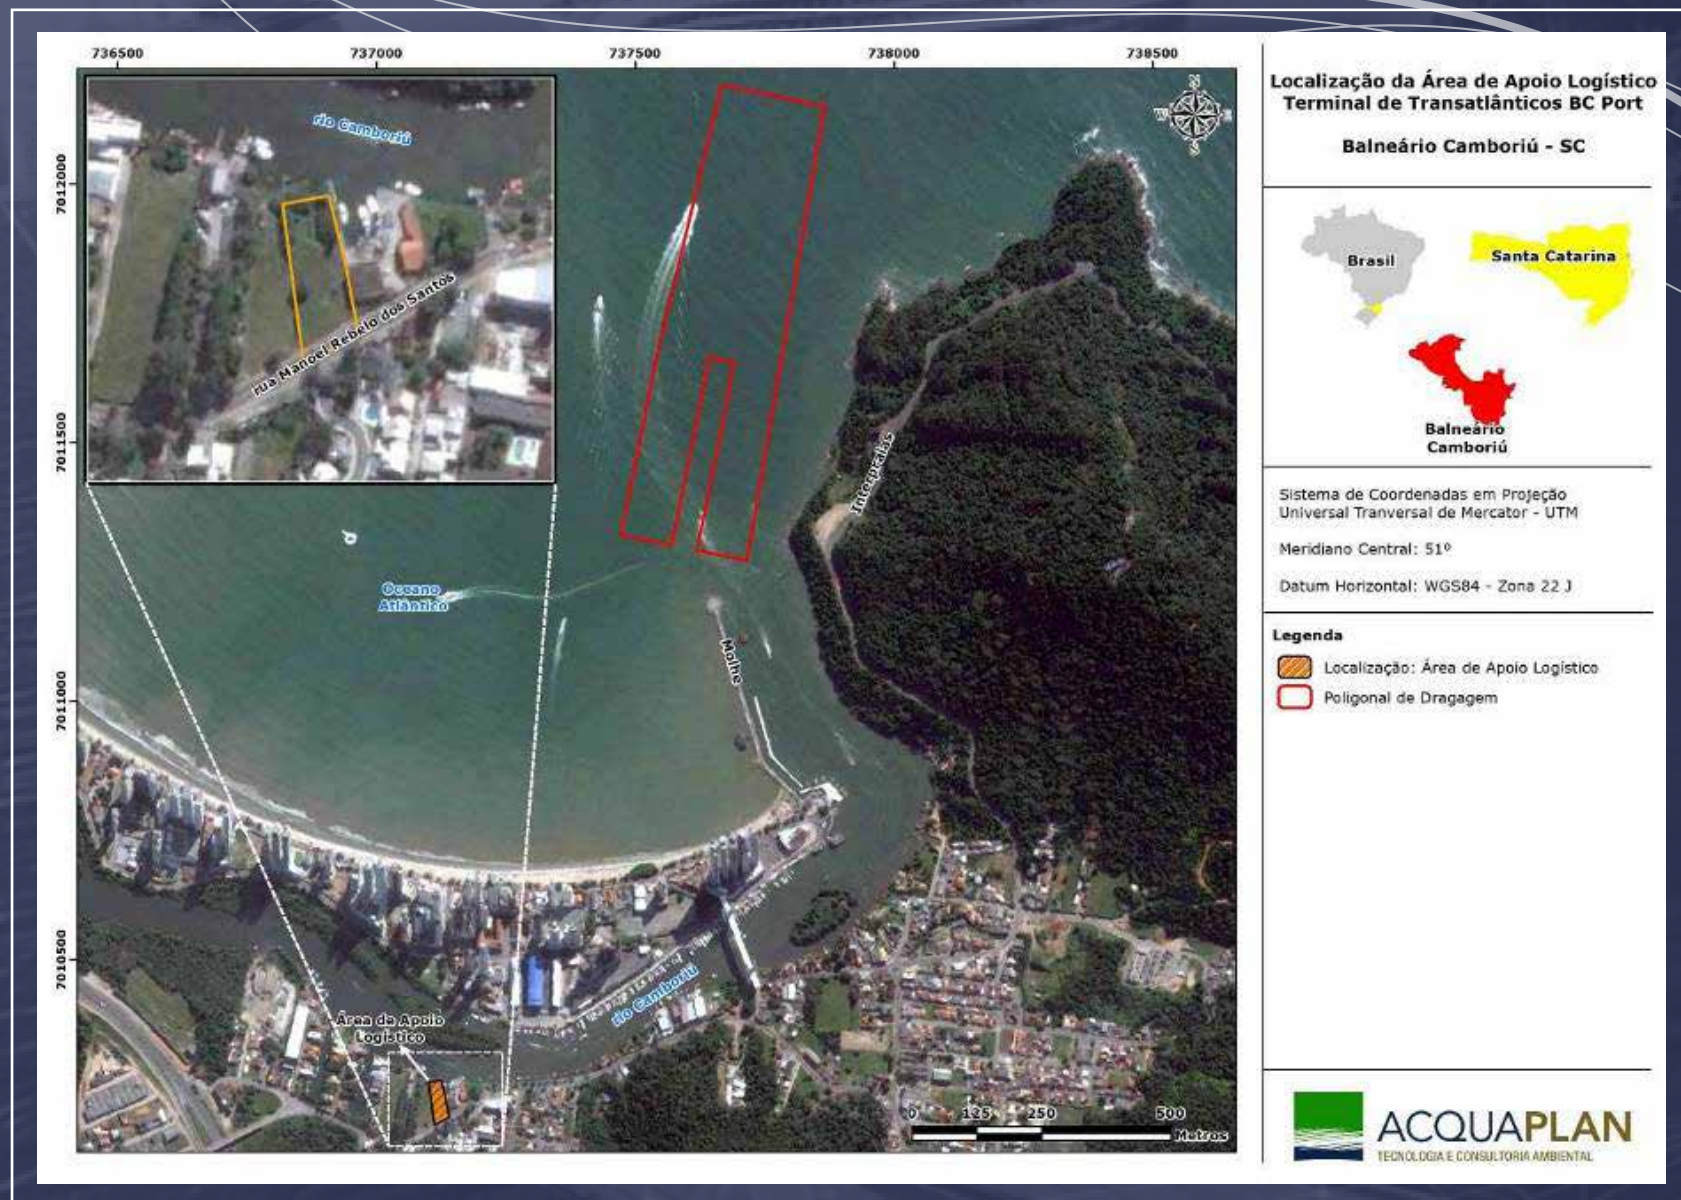 736500 737000 737500 738000 738500
7012000
7011500
7011000
7010500
rio Camboriú
rua Manoel Rebelo dos Santos
N
W E
S
Interpraias
Oceano
Atlântico
Molhe
rio Camboriú
Área de Apoio
Logístico
0 125 250 500
Metros
Localização da Área de Apoio Logístico
Terminal de Transatlânticos BC Port
Balneário Camboriú - SC
Brasil
Santa Catarina
Balneário
Camboriú
Sistema de Coordenadas em Projeção
Universal Tranversal de Mercator - UTM
Meridiano Central: 51º
Datum Horizontal: WGS84 - Zona 22 J
Legenda
Localização: Área de Apoio Logístico
Poligonal de Dragagem
ACQUAPLAN
TECNOLOGIA E CONSULTORIA AMBIENTAL